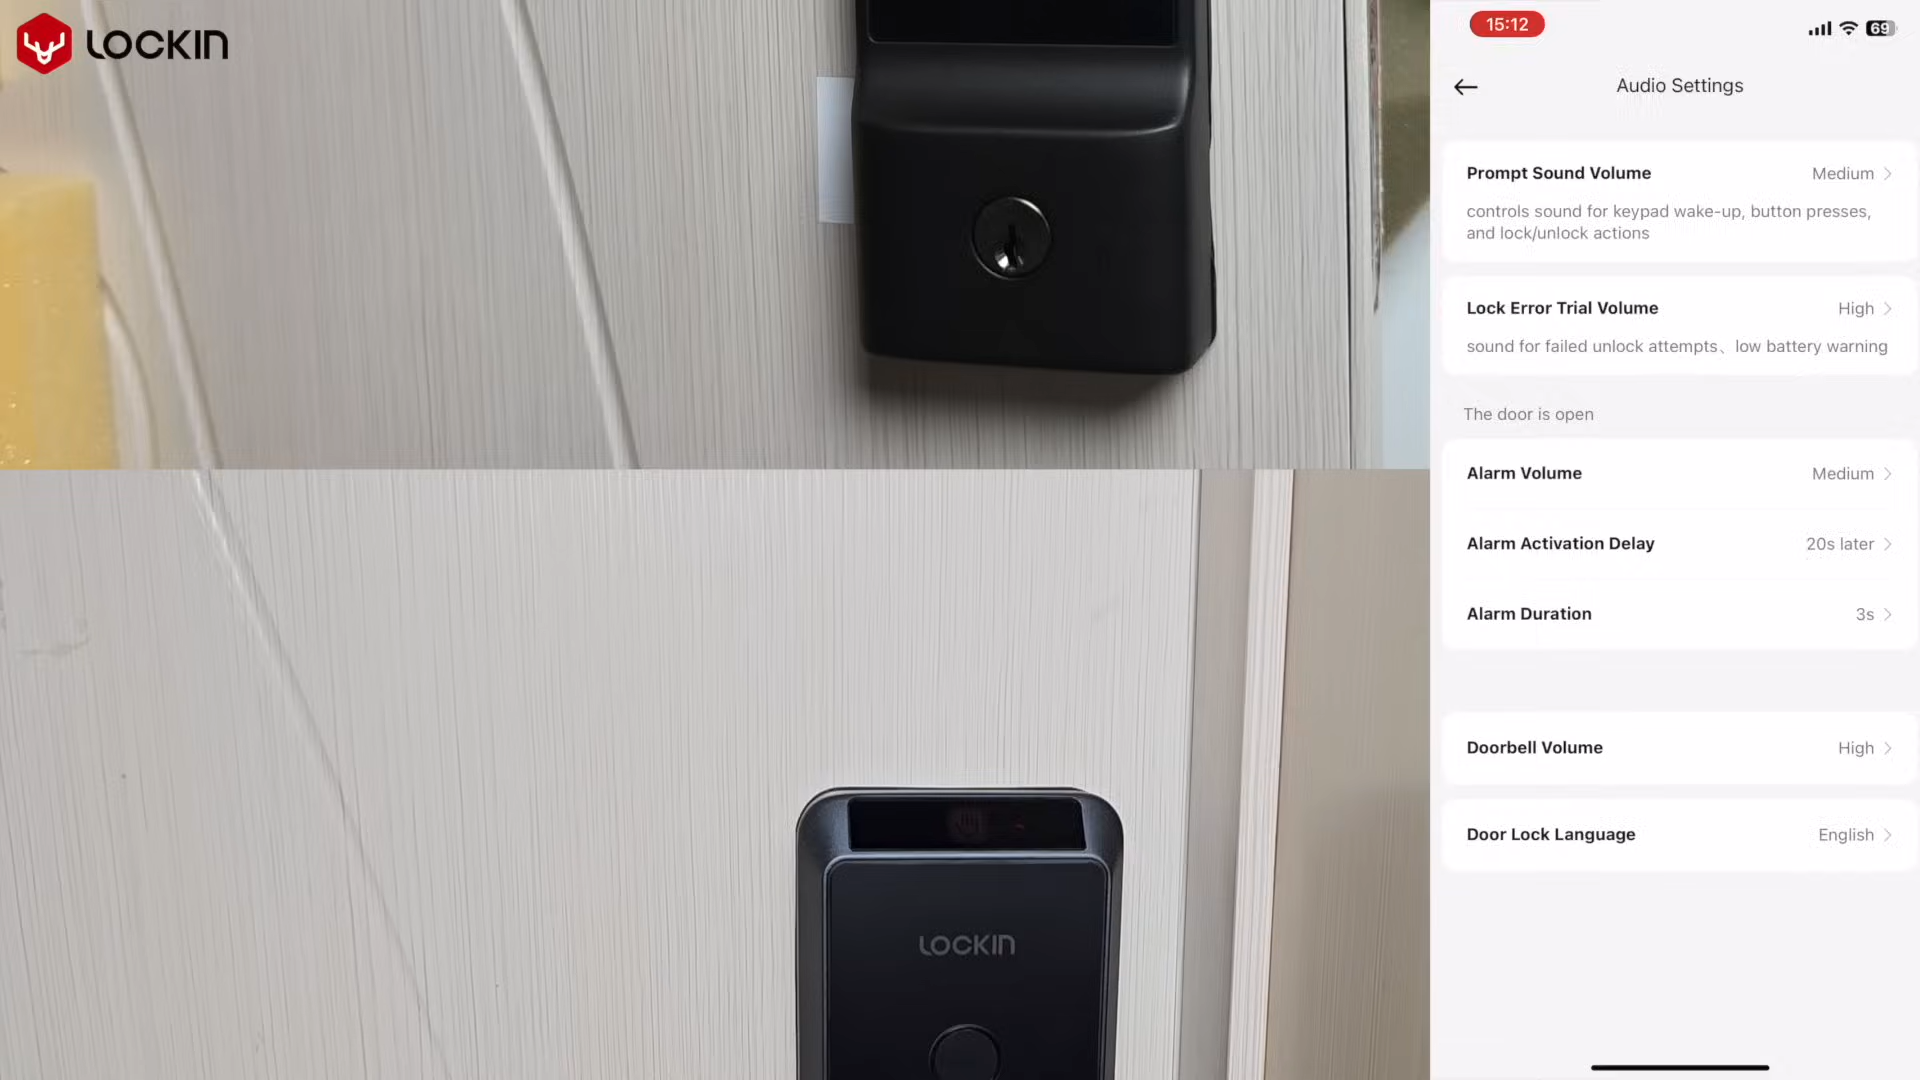 LOCKIN
15:12
69
Audio Settings
Prompt Sound Volume Medium
controls sound for keypad wake-up, button presses,
and lock/unlock actions
Lock Error Trial Volume High
sound for failed unlock attempts、low battery warning
The door is open
Alarm Volume Medium
Alarm Activation Delay 20s later
Alarm Duration 3s
Doorbell Volume High
Door Lock Language English
LOCKIN